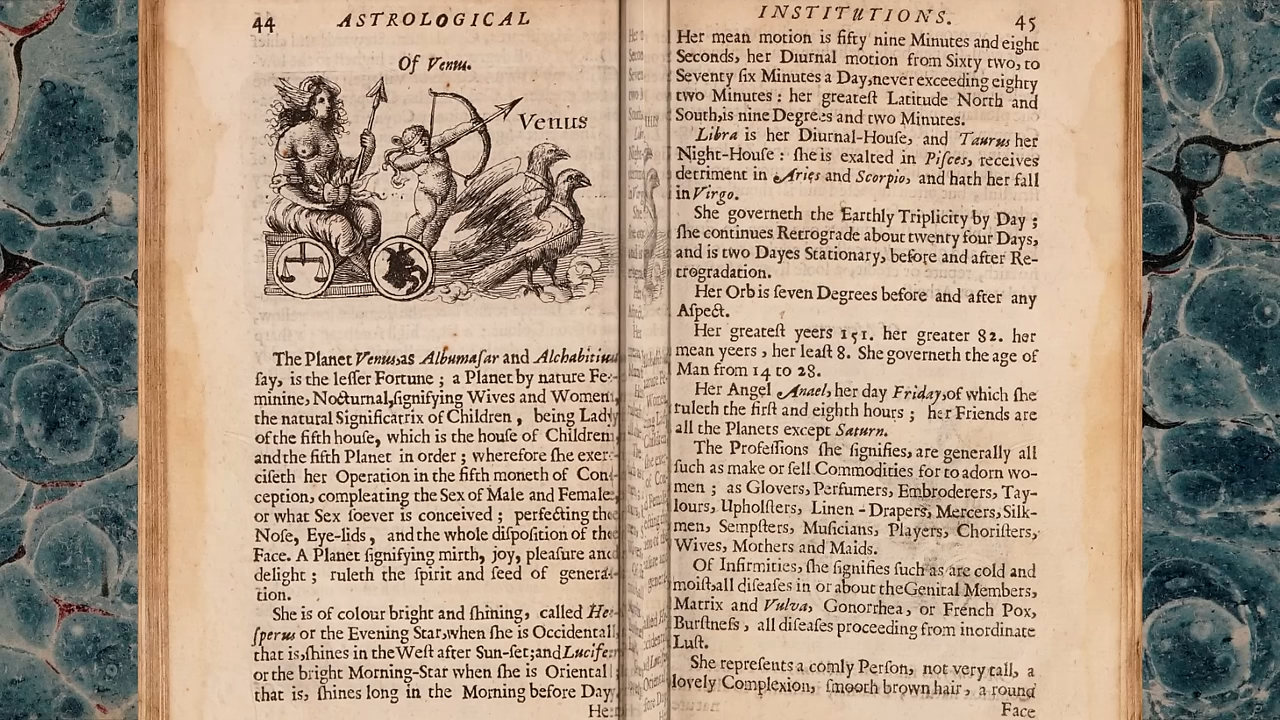 44 ASTROLOGICAL
Of Venus.
Venus
The Planet Venus, as Albumaſar and Alchabitius
ſay, is the leſſer Fortune ; a Planet by nature Fe-
minine, Nocturnal, ſignifying Wives and Women,
the natural Significatrix of Children , being Lady
of the fifth houſe, which is the houſe of Children,
and the fifth Planet in order ; wherefore ſhe exer-
ciſeth her Operation in the fifth moneth of Con-
ception, compleating the Sex of Male and Female,
or what Sex ſoever is conceived ; perfecting the
Noſe, Eye-lids , and the whole diſpoſition of the
Face. A Planet ſignifying mirth, joy, pleaſure and
delight ; ruleth the ſpirit and ſeed of genera-
tion.
She is of colour bright and ſhining, called He-
ſperus or the Evening Star, when ſhe is Occidentall,
that is, ſhines in the Weſt after Sun-ſet; and Lucifer
or the bright Morning-Star when ſhe is Oriental ;
that is, ſhines long in the Morning before Day,
Her
INSTITUTIONS. 45
Her mean motion is fifty nine Minutes and eight
Seconds, her Diurnal motion from Sixty two, to
Seventy ſix Minutes a Day, never exceeding eighty
two Minutes : her greateſt Latitude North and
South, is nine Degrees and two Minutes.
Libra is her Diurnal-Houſe, and Taurus her
Night-Houſe : ſhe is exalted in Piſces, receives
detriment in Aries and Scorpio, and hath her fall
in Virgo.
She governeth the Earthly Triplicity by Day ;
ſhe continues Retrograde about twenty four Days,
and is two Dayes Stationary, before and after Re-
trogradation.
Her Orb is ſeven Degrees before and after any
Aſpect.
Her greateſt yeers 151. her greater 82. her
mean yeers , her leaſt 8. She governeth the age of
Man from 14 to 28.
Her Angel Anael, her day Friday, of which ſhe
ruleth the firſt and eighth hours ; her Friends are
all the Planets except Saturn.
The Profeſſions ſhe ſignifies, are generally all
ſuch as make or ſell Commodities for to adorn wo-
men ; as Glovers, Perfumers, Embroderers, Tay-
lours, Upholſters, Linen-Drapers, Mercers, Silk-
men, Sempſters, Muſicians, Players, Choriſters,
Wives, Mothers and Maids.
Of Infirmities, ſhe ſignifies ſuch as are cold and
moiſt, all diſeaſes in or about the Genital Members,
Matrix and Vulva, Gonorrhea, or French Pox,
Burſtneſs , all diſeaſes proceeding from inordinate
Luſt.
She repreſents a comly Perſon, not very tall, a
lovely Complexion, ſmooth brown hair, a round
Face